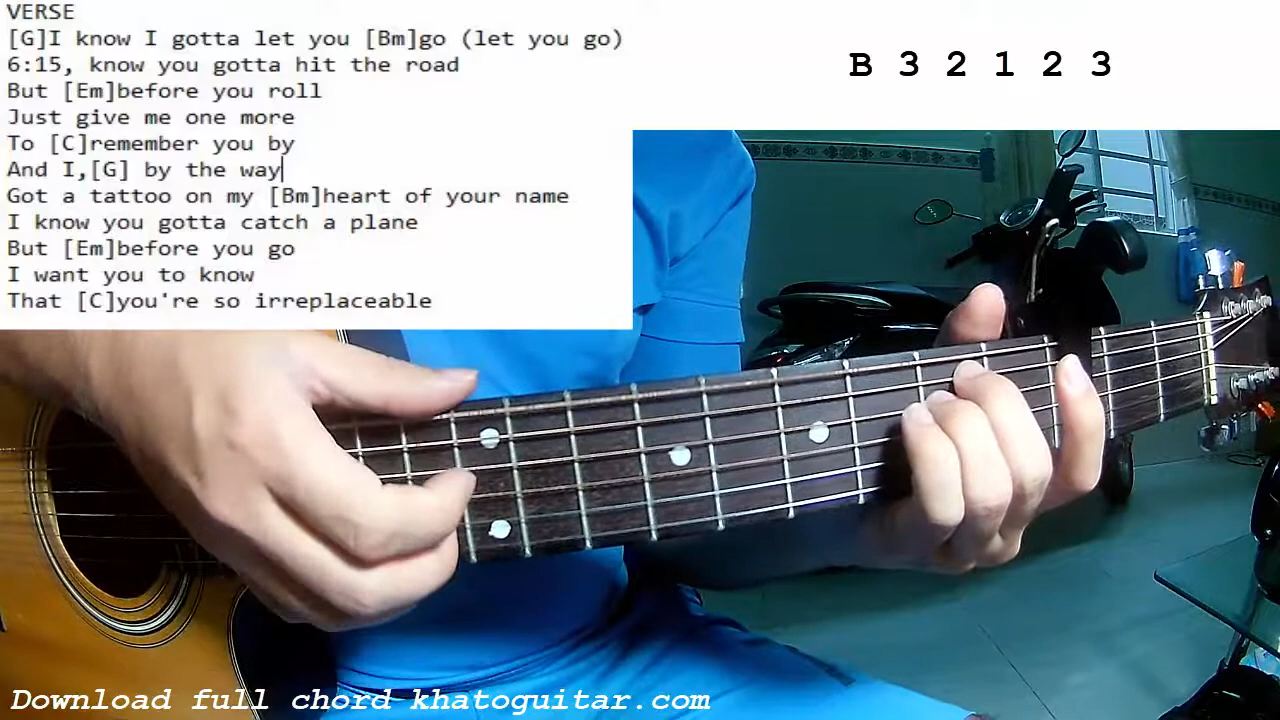 VERSE
[G]I know I gotta let you [Bm]go (let you go)
6:15, know you gotta hit the road
But [Em]before you roll
Just give me one more
To [C]remember you by
And I,[G] by the way
Got a tattoo on my [Bm]heart of your name
I know you gotta catch a plane
But [Em]before you go
I want you to know
That [C]you're so irreplaceable
B 3 2 1 2 3
Download full chord khatoguitar.com